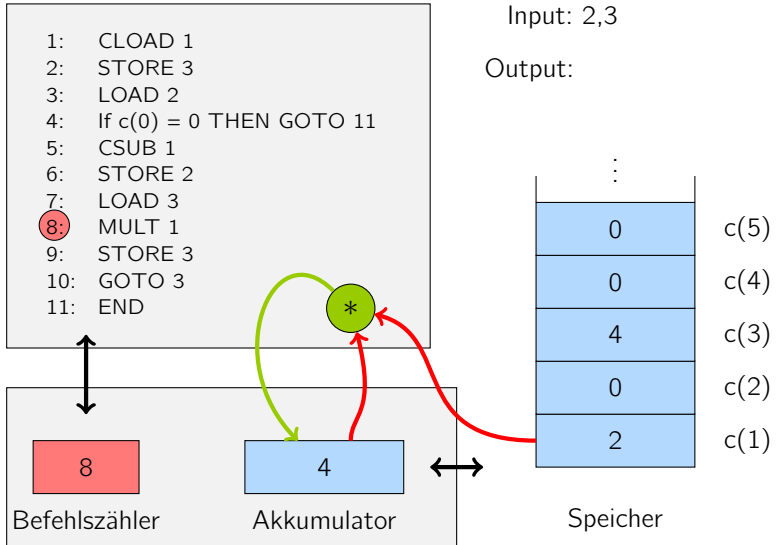 1: CLOAD 1
2: STORE 3
3: LOAD 2
4: If c(0) = 0 THEN GOTO 11
5: CSUB 1
6: STORE 2
7: LOAD 3
8: MULT 1
9: STORE 3
10: GOTO 3
11: END
*
Input: 2,3
Output:
⋮
0 c(5)
0 c(4)
4 c(3)
0 c(2)
2 c(1)
8
4
Befehlszähler
Akkumulator
Speicher